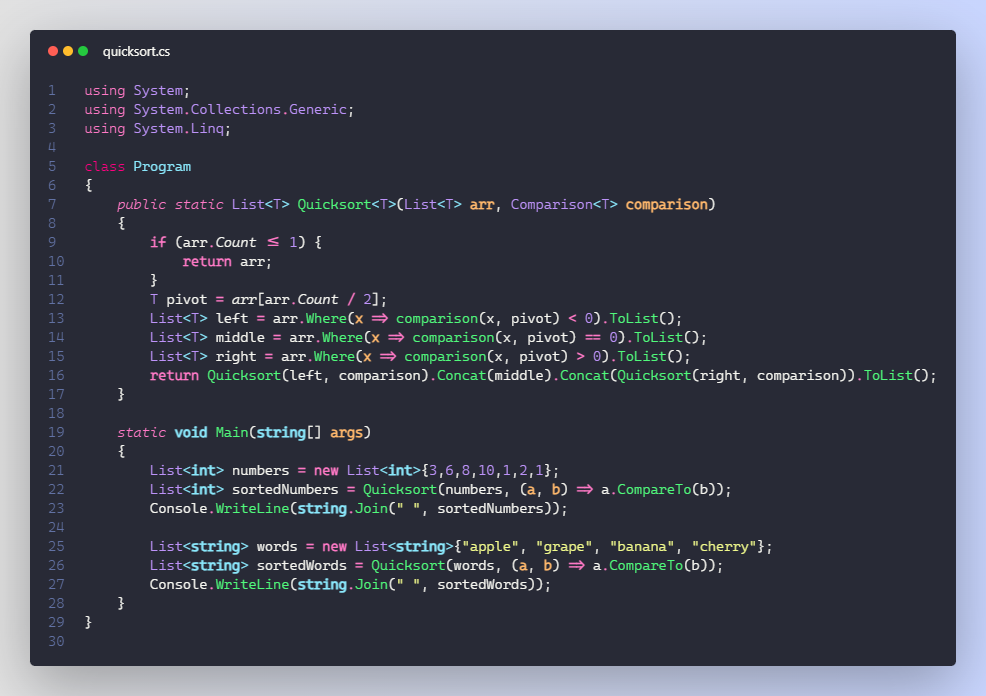 quicksort.cs
1 using System;
2 using System.Collections.Generic;
3 using System.Linq;
4
5 class Program
6 {
7     public static List<T> Quicksort<T>(List<T> arr, Comparison<T> comparison)
8     {
9         if (arr.Count ≤ 1) {
10             return arr;
11         }
12         T pivot = arr[arr.Count / 2];
13         List<T> left = arr.Where(x ⇒ comparison(x, pivot) < 0).ToList();
14         List<T> middle = arr.Where(x ⇒ comparison(x, pivot) == 0).ToList();
15         List<T> right = arr.Where(x ⇒ comparison(x, pivot) > 0).ToList();
16         return Quicksort(left, comparison).Concat(middle).Concat(Quicksort(right, comparison)).ToList();
17     }
18
19     static void Main(string[] args)
20     {
21         List<int> numbers = new List<int>{3,6,8,10,1,2,1};
22         List<int> sortedNumbers = Quicksort(numbers, (a, b) ⇒ a.CompareTo(b));
23         Console.WriteLine(string.Join(" ", sortedNumbers));
24
25         List<string> words = new List<string>{"apple", "grape", "banana", "cherry"};
26         List<string> sortedWords = Quicksort(words, (a, b) ⇒ a.CompareTo(b));
27         Console.WriteLine(string.Join(" ", sortedWords));
28     }
29 }
30